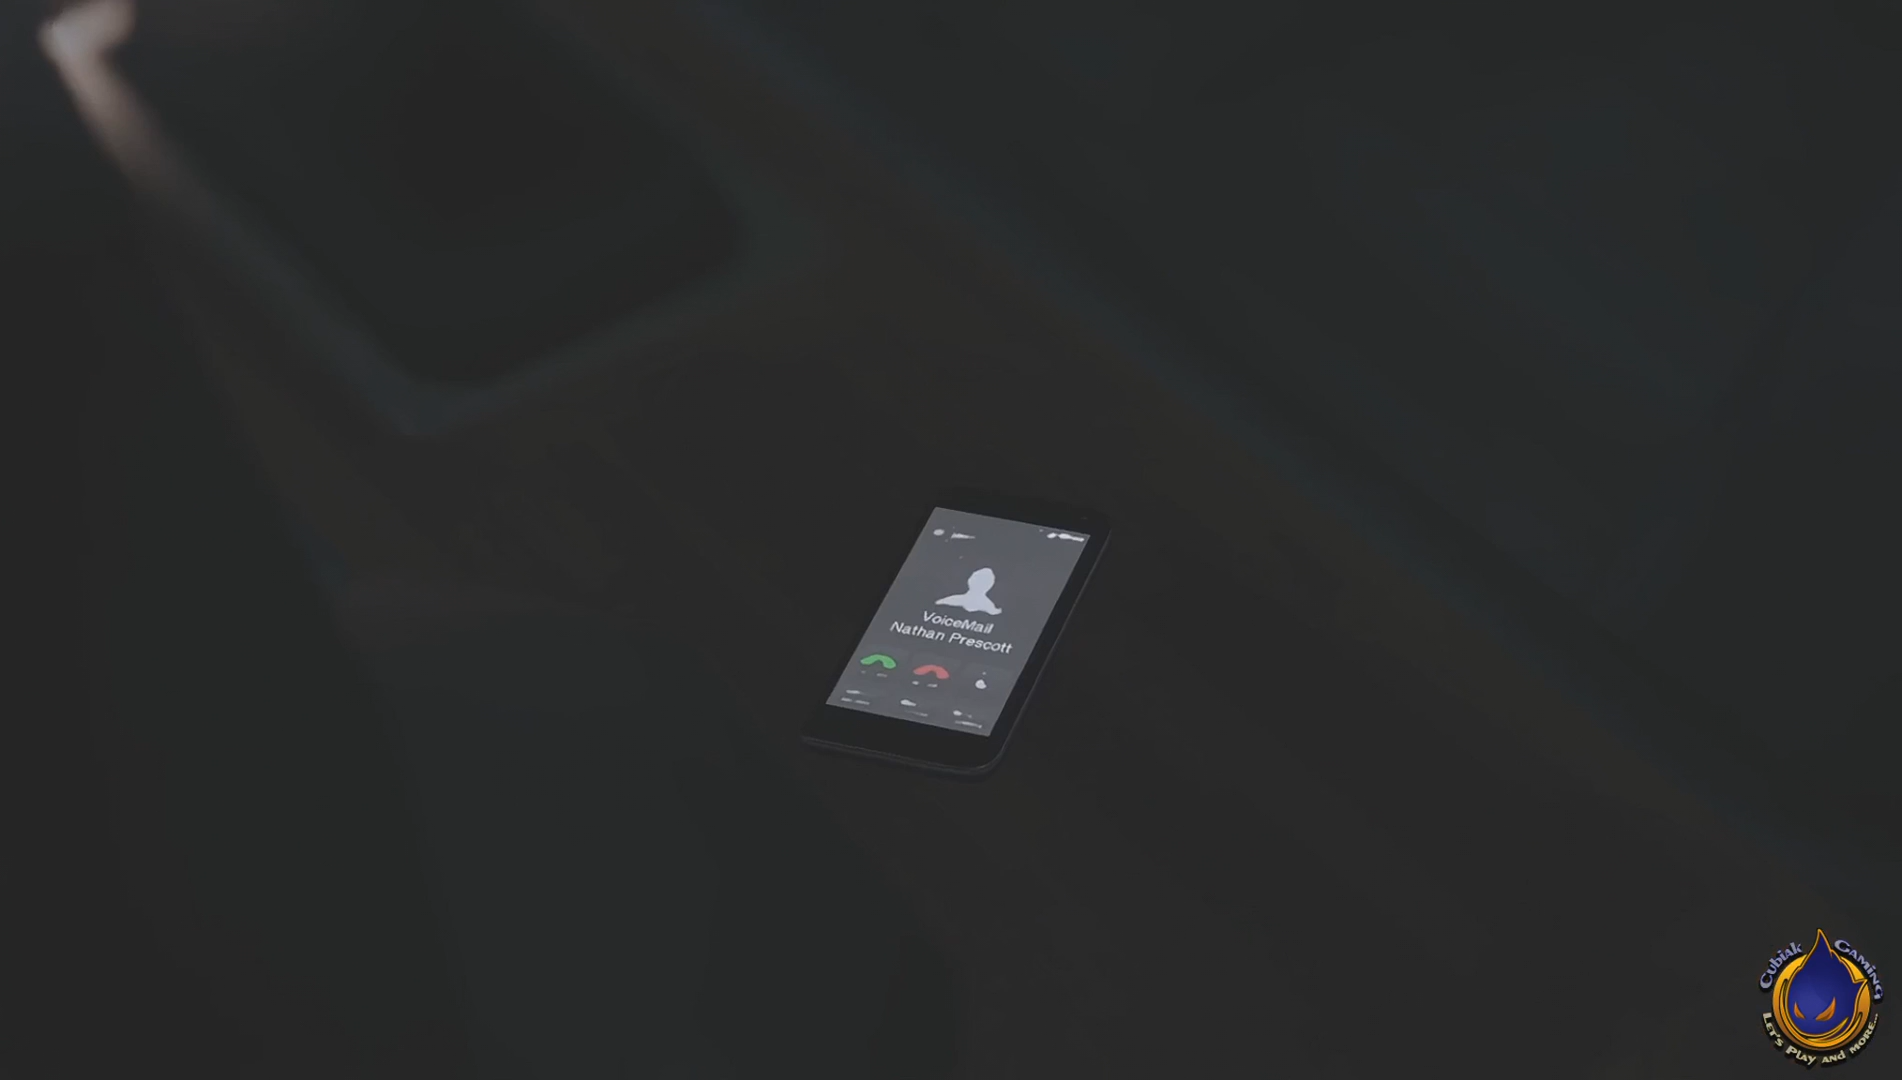 VoiceMail
Nathan Prescott
Cubiak Gaming
Let's Play and more...